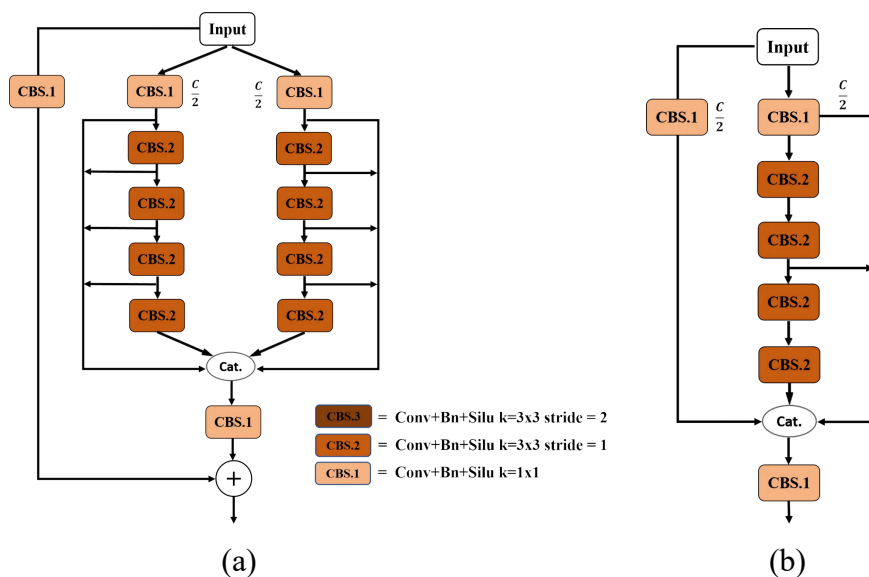 Input
CBS.1
CBS.1
C/2
C/2
CBS.1
CBS.2
CBS.2
CBS.2
CBS.2
CBS.2
CBS.2
CBS.2
CBS.2
Cat.
CBS.1
+
CBS.3 = Conv+Bn+Silu k=3x3 stride = 2
CBS.2 = Conv+Bn+Silu k=3x3 stride = 1
CBS.1 = Conv+Bn+Silu k=1x1
(a)
Input
C/2
CBS.1
C/2
CBS.1
CBS.2
CBS.2
CBS.2
CBS.2
Cat.
CBS.1
(b)